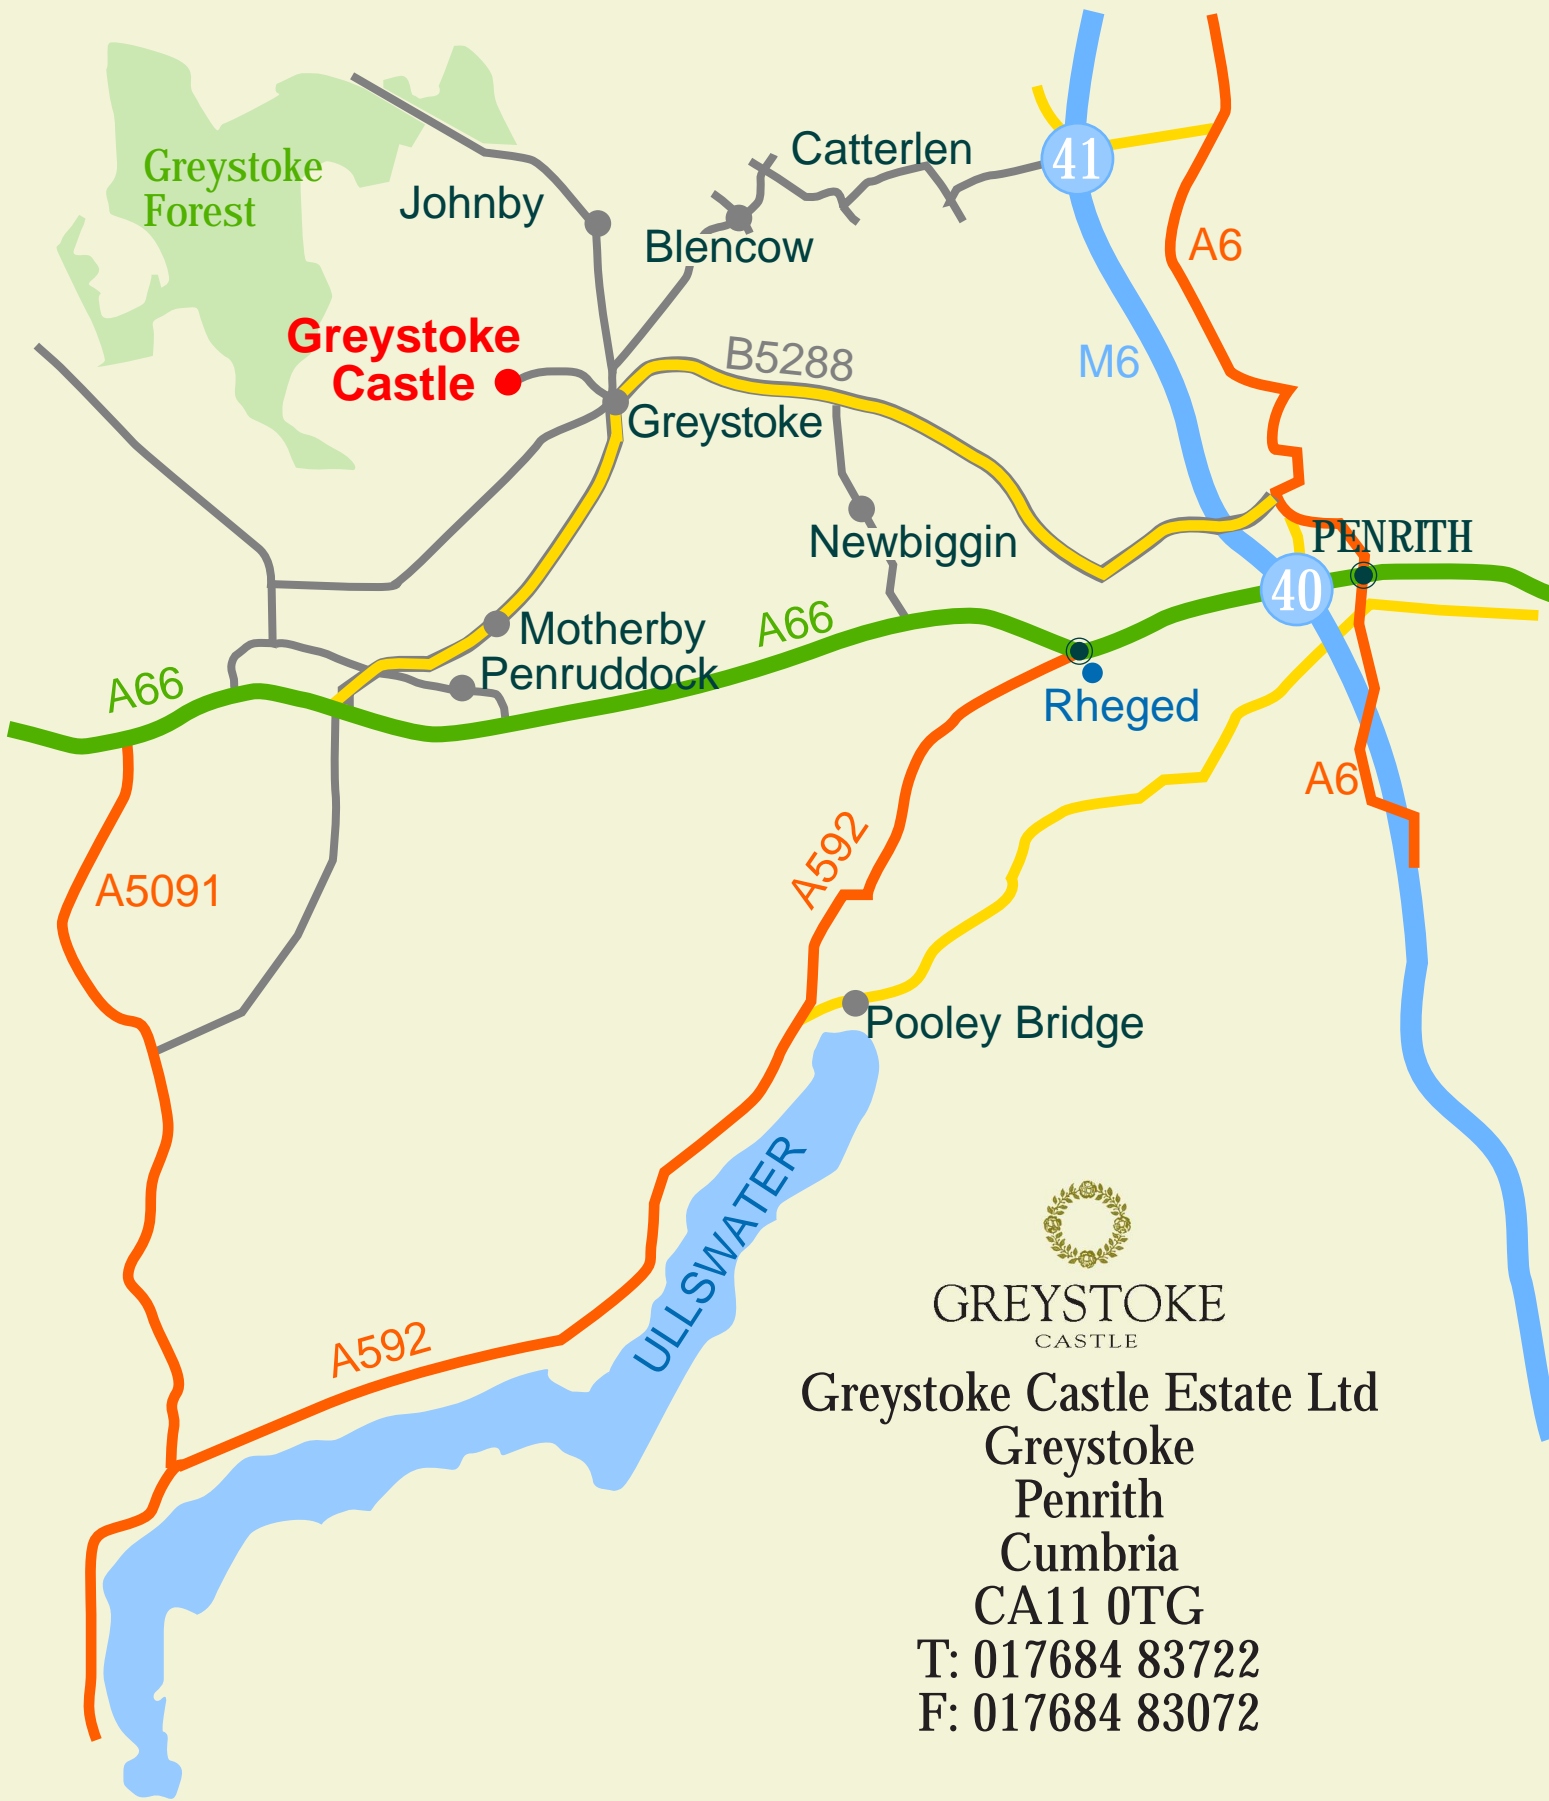 Greystoke
Forest
Johnby
Catterlen
41
Blencow
A6
Greystoke
Castle
B5288
M6
Greystoke
Newbiggin
PENRITH
40
Motherby
A66
Penruddock
A66
Rheged
A6
A592
A5091
Pooley Bridge
ULLSWATER
A592
GREYSTOKE
CASTLE
Greystoke Castle Estate Ltd
Greystoke
Penrith
Cumbria
CA11 0TG
T: 017684 83722
F: 017684 83072